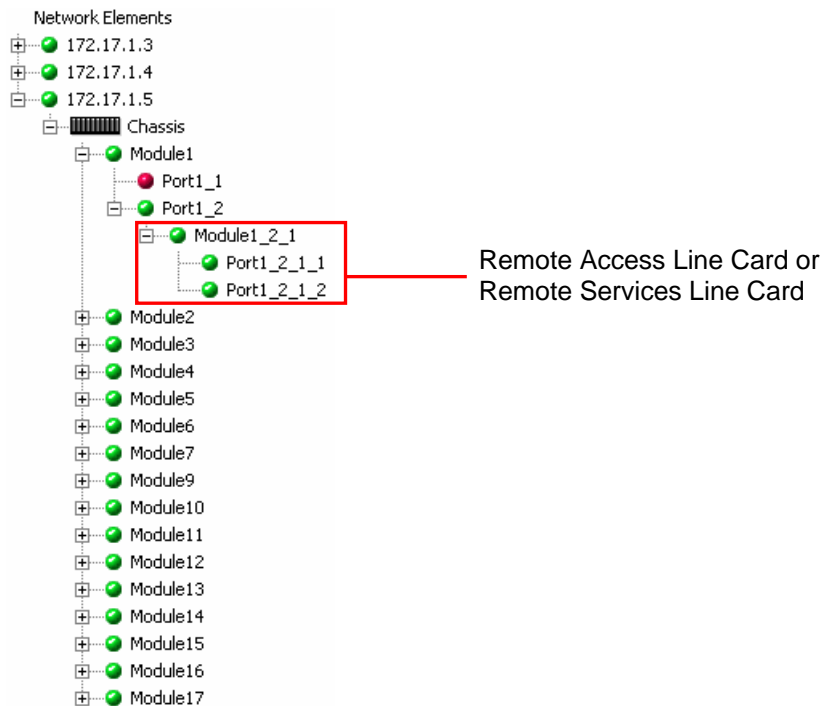 Network Elements
172.17.1.3
172.17.1.4
172.17.1.5
Chassis
Module1
Port1_1
Port1_2
Module1_2_1
Port1_2_1_1
Port1_2_1_2
Remote Access Line Card or
Remote Services Line Card
Module2
Module3
Module4
Module5
Module6
Module7
Module9
Module10
Module11
Module12
Module13
Module14
Module15
Module16
Module17